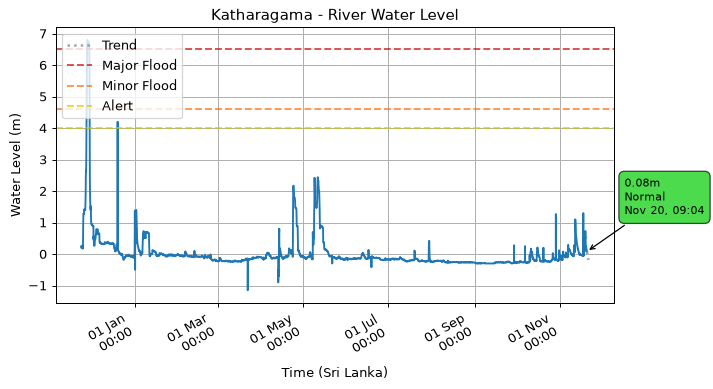 Katharagama - River Water Level
7
6
5
4
3
2
1
0
−1
Water Level (m)
Trend
Major Flood
Minor Flood
Alert
0.08m
Normal
Nov 20, 09:04
01 Jan
00:00
01 Mar
00:00
01 May
00:00
01 Jul
00:00
01 Sep
00:00
01 Nov
00:00
Time (Sri Lanka)